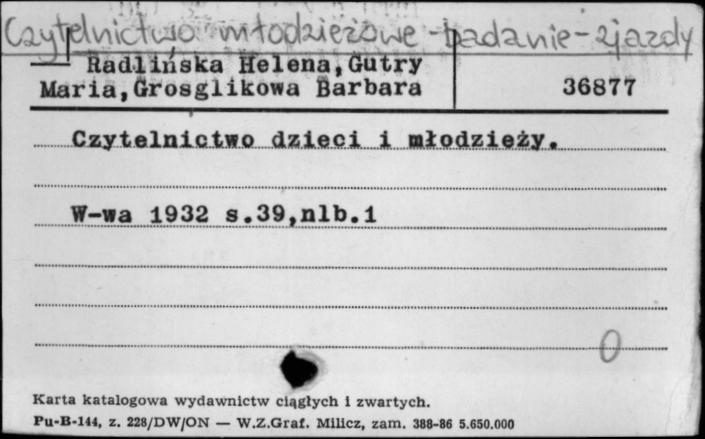 Czytelnictwo młodzieżowe - badanie - zjazdy
Radlińska Helena,Gutry
Maria,Grosglikowa Barbara
36877
Czytelnictwo dzieci i młodzieży.
W-wa 1932 s.39,nlb.1
0
Karta katalogowa wydawnictw ciągłych i zwartych.
Pu-B-144, z. 228/DW/ON — W.Z.Graf. Milicz, zam. 388-86 5.650.000